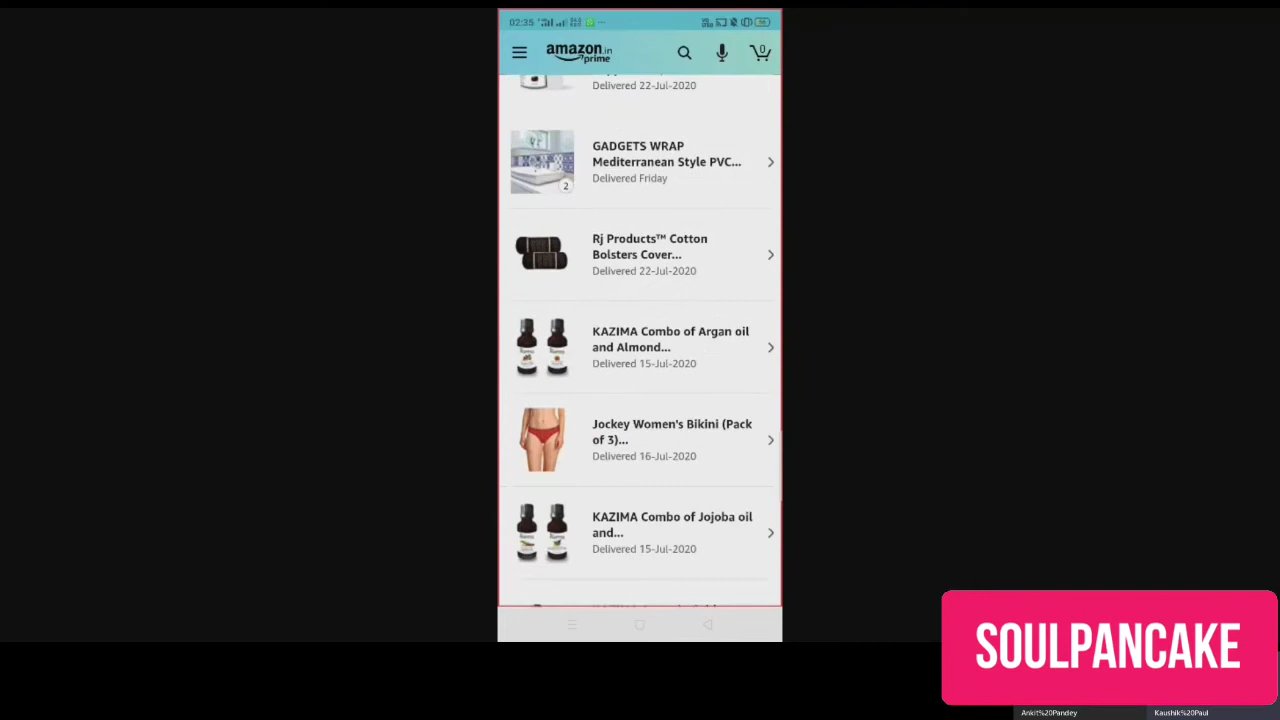 02:35
amazon.in
prime
0
Delivered 22-Jul-2020
GADGETS WRAP
Mediterranean Style PVC...
Delivered Friday
2
Rj Products™ Cotton
Bolsters Cover...
Delivered 22-Jul-2020
KAZIMA Combo of Argan oil
and Almond...
Delivered 15-Jul-2020
Jockey Women's Bikini (Pack
of 3)...
Delivered 16-Jul-2020
KAZIMA Combo of Jojoba oil
and...
Delivered 15-Jul-2020
SOULPANCAKE
Ankit%20Pandey
Kaushik%20Paul